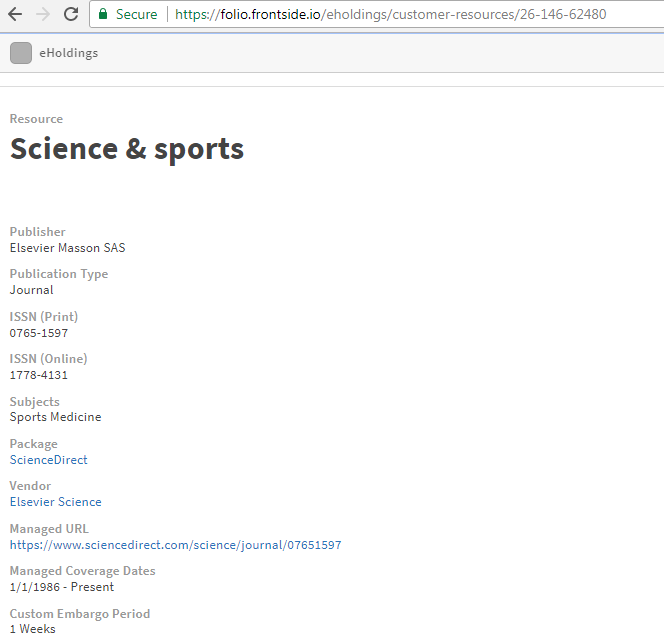 Secure | https://folio.frontside.io/eholdings/customer-resources/26-146-62480
eHoldings
Resource
Science & sports
Publisher
Elsevier Masson SAS
Publication Type
Journal
ISSN (Print)
0765-1597
ISSN (Online)
1778-4131
Subjects
Sports Medicine
Package
ScienceDirect
Vendor
Elsevier Science
Managed URL
https://www.sciencedirect.com/science/journal/07651597
Managed Coverage Dates
1/1/1986 - Present
Custom Embargo Period
1 Weeks